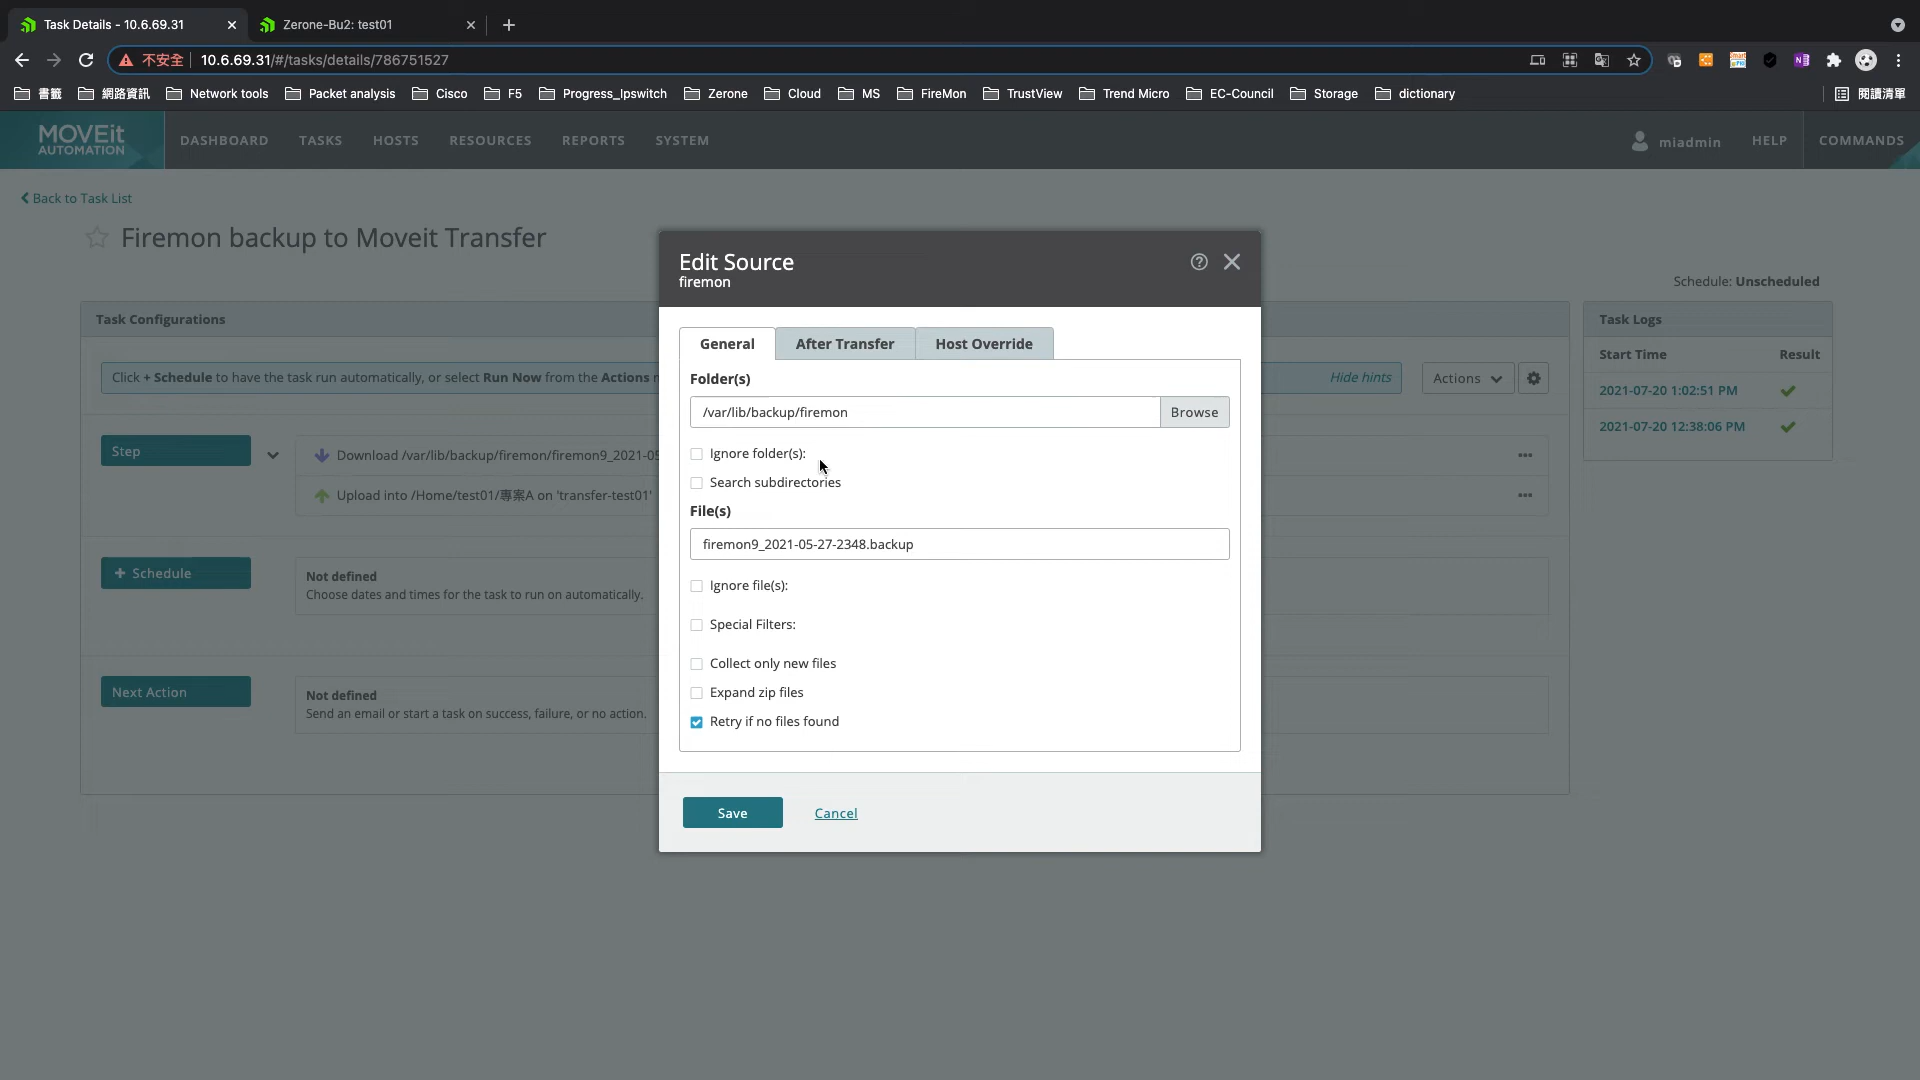 Task Details - 10.6.69.31
Zerone-Bu2: test01
不安全
10.6.69.31/#/tasks/details/786751527
書籤
網路資訊
Network tools
Packet analysis
Cisco
F5
Progress_Ipswitch
Zerone
Cloud
MS
FireMon
TrustView
Trend Micro
EC-Council
Storage
dictionary
閱讀清單
MOVEit
AUTOMATION
DASHBOARD
TASKS
HOSTS
RESOURCES
REPORTS
SYSTEM
miadmin
HELP
COMMANDS
Back to Task List
Firemon backup to Moveit Transfer
Schedule: Unscheduled
Task Configurations
Click + Schedule to have the task run automatically, or select Run Now from the Actions
Hide hints
Actions
Step
Download /var/lib/backup/firemon/firemon9_2021-05
Upload into /Home/test01/專案A on 'transfer-test01'
+ Schedule
Not defined
Choose dates and times for the task to run on automatically.
Next Action
Not defined
Send an email or start a task on success, failure, or no action.
Task Logs
Start Time
Result
2021-07-20 1:02:51 PM
2021-07-20 12:38:06 PM
Edit Source
firemon
General
After Transfer
Host Override
Folder(s)
/var/lib/backup/firemon
Browse
Ignore folder(s):
Search subdirectories
File(s)
firemon9_2021-05-27-2348.backup
Ignore file(s):
Special Filters:
Collect only new files
Expand zip files
Retry if no files found
Save
Cancel